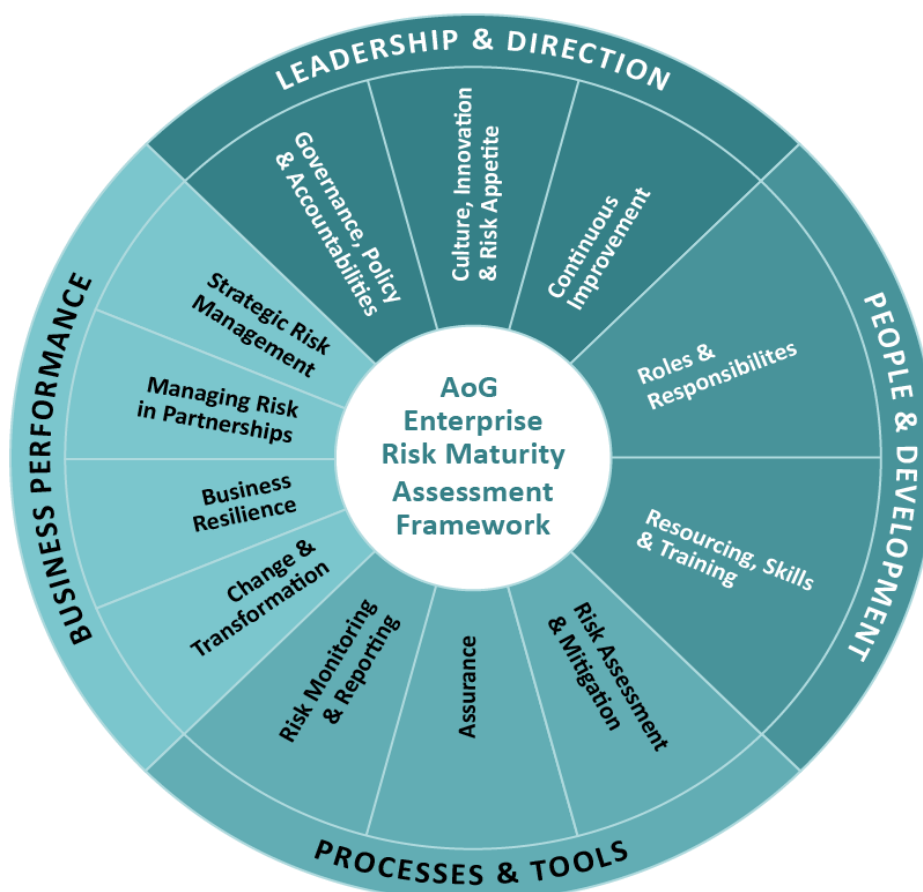 LEADERSHIP & DIRECTION
Governance, Policy
& Accountabilities
Culture, Innovation
& Risk Appetite
Continuous
Improvement
PEOPLE & DEVELOPMENT
Roles &
Responsibilites
Resourcing, Skills
& Training
PROCESSES & TOOLS
Risk Assessment
& Mitigation
Assurance
Risk Monitoring
& Reporting
BUSINESS PERFORMANCE
Change &
Transformation
Business
Resilience
Managing Risk
in Partnerships
Strategic Risk
Management
AoG
Enterprise
Risk Maturity
Assessment
Framework